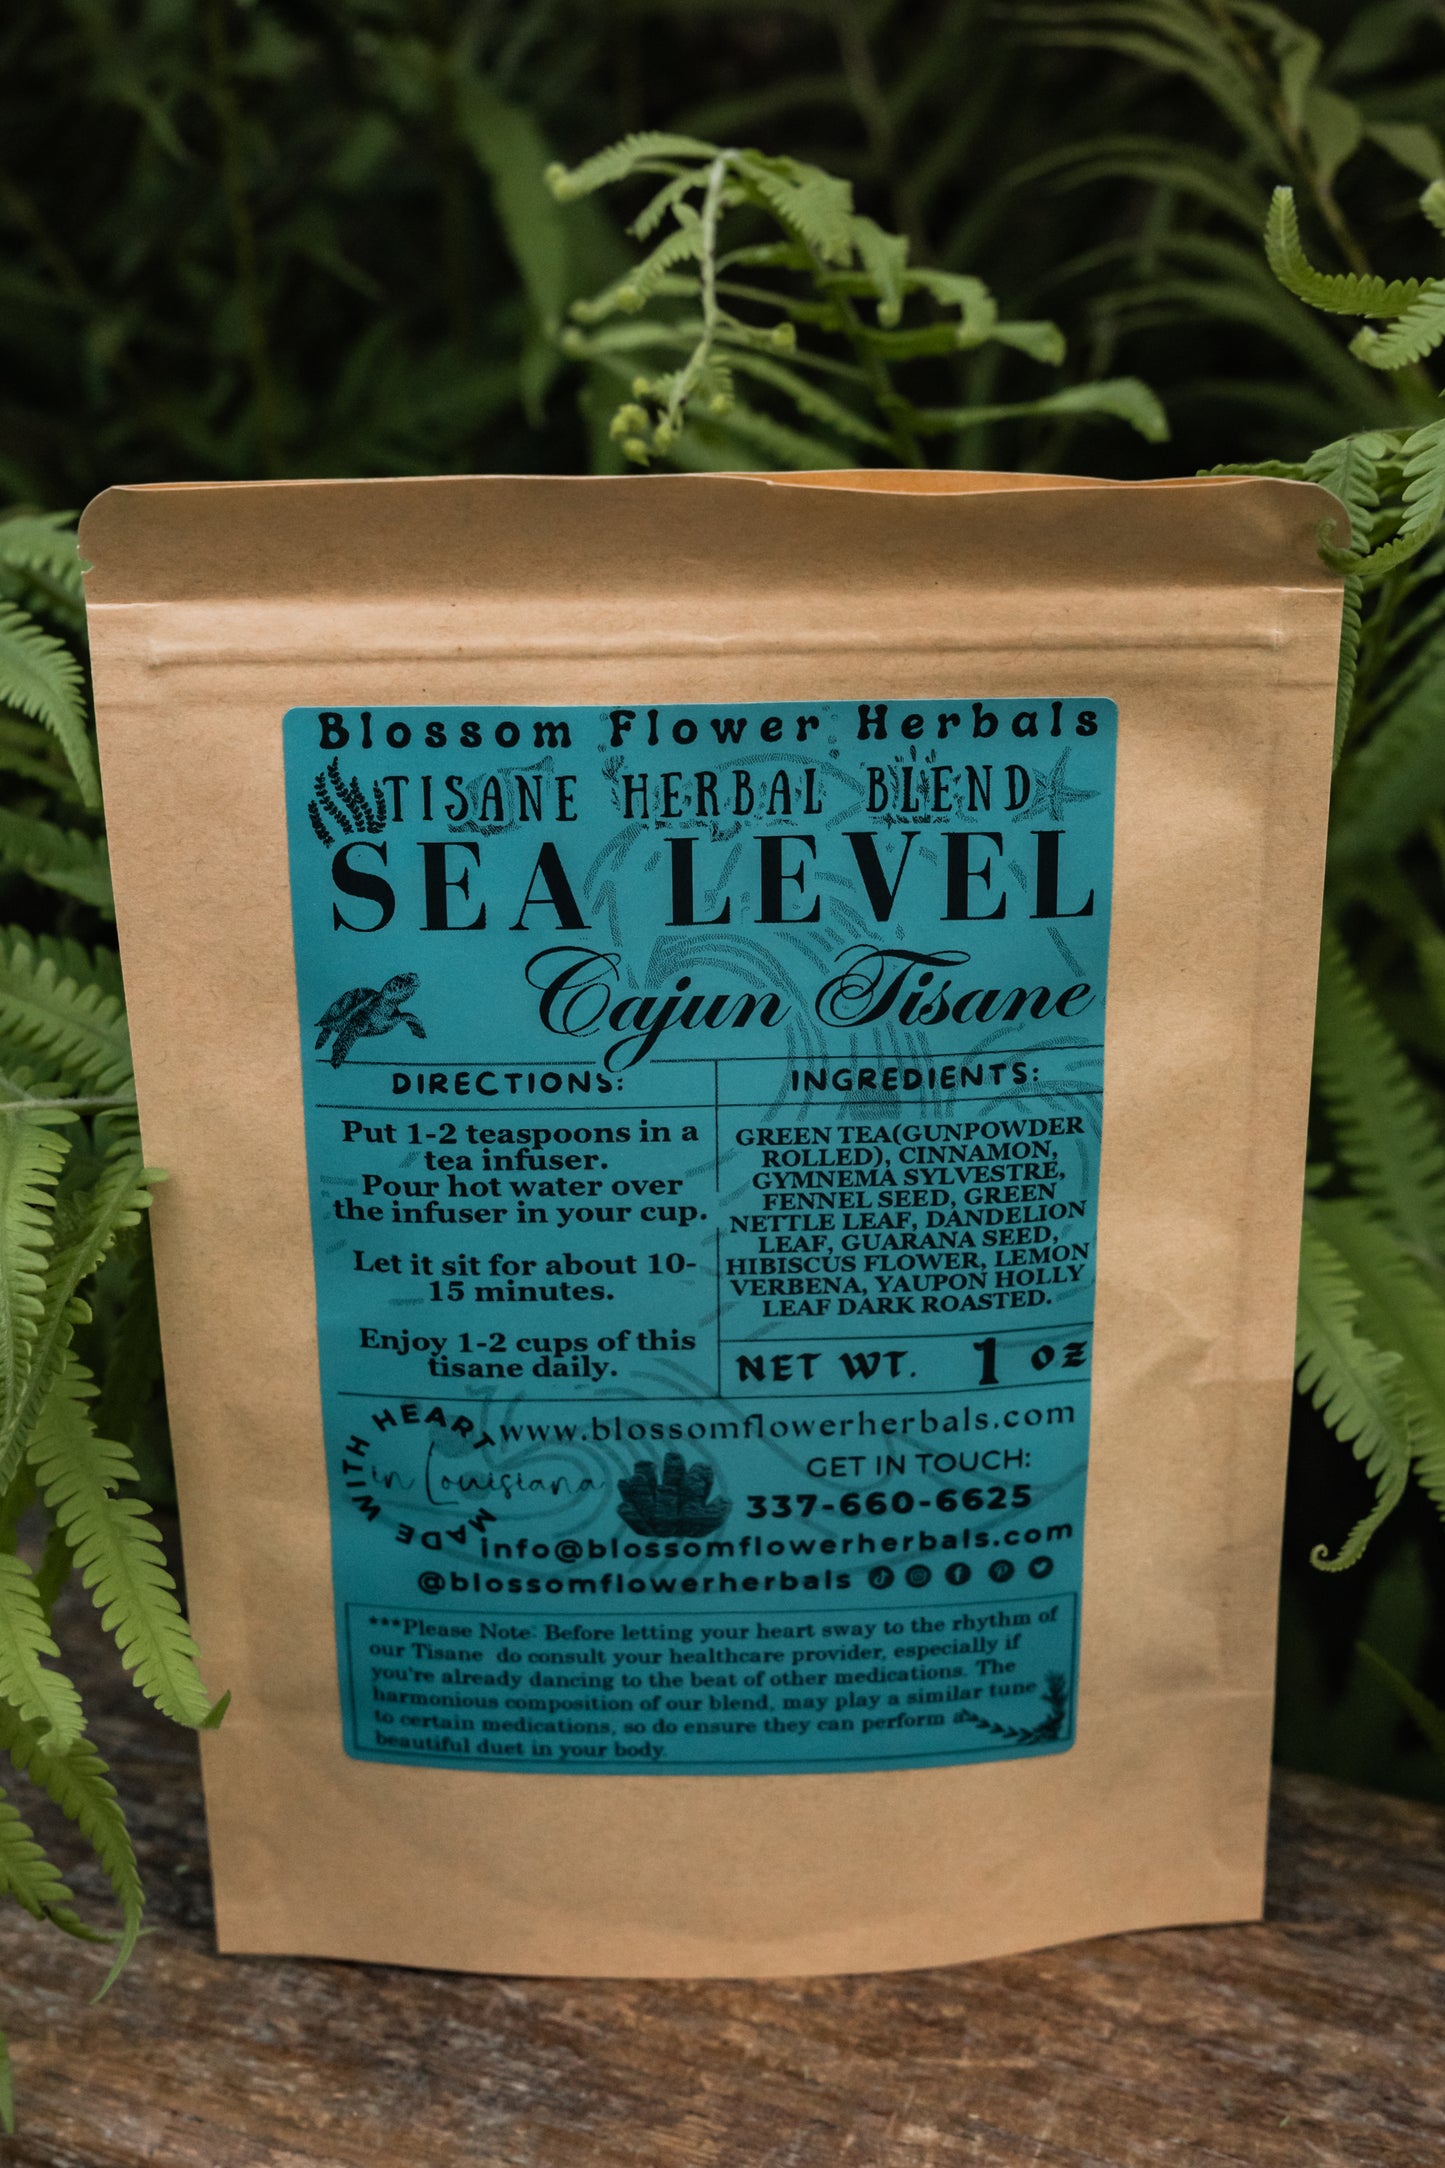 Blossom Flower Herbals
TISANE HERBAL BLEND
SEA LEVEL
Cajun Tisane
DIRECTIONS:
Put 1-2 teaspoons in a
tea infuser.
Pour hot water over
the infuser in your cup.
Let it sit for about 10-
15 minutes.
Enjoy 1-2 cups of this
tisane daily.
INGREDIENTS:
GREEN TEA(GUNPOWDER
ROLLED), CINNAMON,
GYMNEMA SYLVESTRE,
FENNEL SEED, GREEN
NETTLE LEAF, DANDELION
LEAF, GUARANA SEED,
HIBISCUS FLOWER, LEMON
VERBENA, YAUPON HOLLY
LEAF DARK ROASTED.
NET WT. 1 OZ
MADE WITH HEART
in Louisiana
www.blossomflowerherbals.com
GET IN TOUCH:
337-660-6625
info@blossomflowerherbals.com
@blossomflowerherbals
***Please Note: Before letting your heart sway to the rhythm of
our Tisane do consult your healthcare provider, especially if
you're already dancing to the beat of other medications. The
harmonious composition of our blend, may play a similar tune
to certain medications, so do ensure they can perform a
beautiful duet in your body.